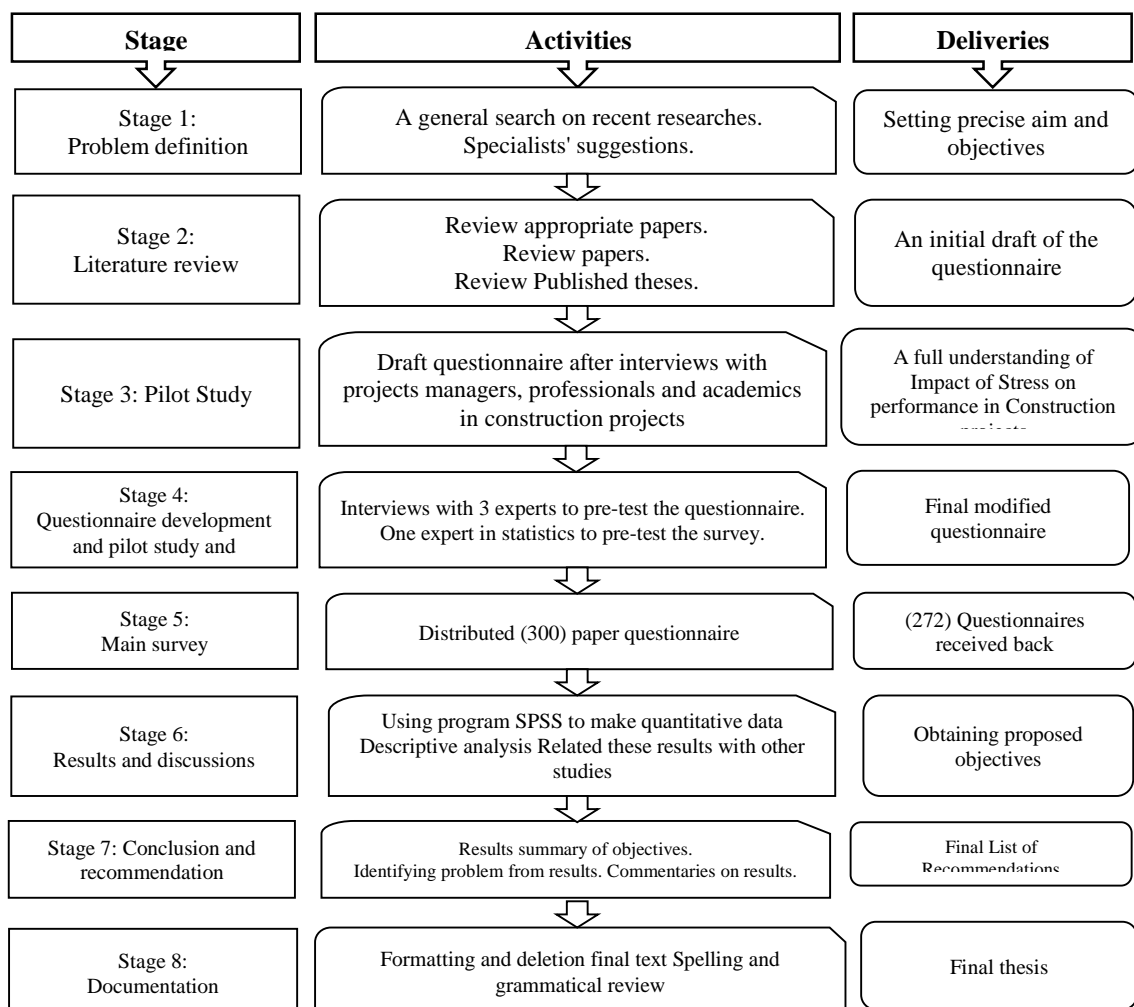 Stage
Activities
Deliveries
Stage 1:
Problem definition
A general search on recent researches.
Specialists' suggestions.
Setting precise aim and
objectives
Stage 2:
Literature review
Review appropriate papers.
Review papers.
Review Published theses.
An initial draft of the
questionnaire
Stage 3: Pilot Study
Draft questionnaire after interviews with
projects managers, professionals and academics
in construction projects
A full understanding of
Impact of Stress on
performance in Construction
projects
Stage 4:
Questionnaire development
and pilot study and
Interviews with 3 experts to pre-test the questionnaire.
One expert in statistics to pre-test the survey.
Final modified
questionnaire
Stage 5:
Main survey
Distributed (300) paper questionnaire
(272) Questionnaires
received back
Stage 6:
Results and discussions
Using program SPSS to make quantitative data
Descriptive analysis Related these results with other
studies
Obtaining proposed
objectives
Stage 7: Conclusion and
recommendation
Results summary of objectives.
Identifying problem from results. Commentaries on results.
Final List of
Recommendations
Stage 8:
Documentation
Formatting and deletion final text Spelling and
grammatical review
Final thesis